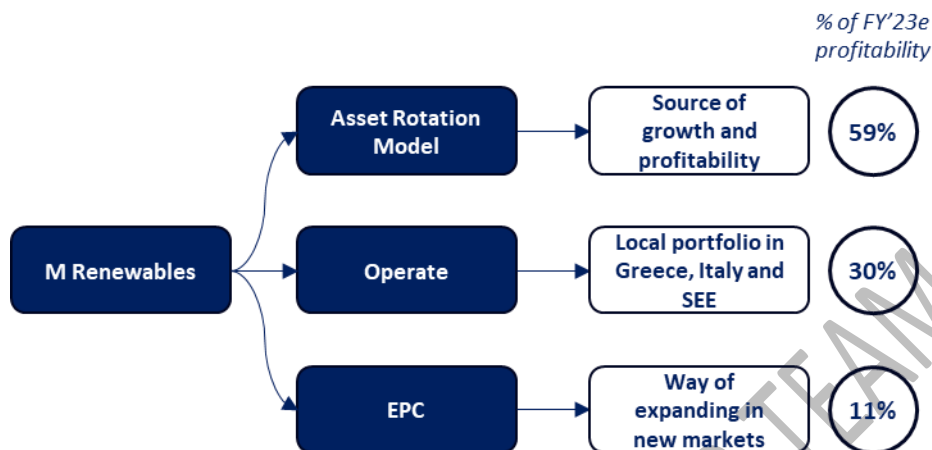 % of FY'23e
profitability
Asset Rotation
Model
Source of
growth and
profitability
59%
M Renewables
Operate
Local portfolio in
Greece, Italy and
SEE
30%
EPC
Way of
expanding in
new markets
11%
TEAM